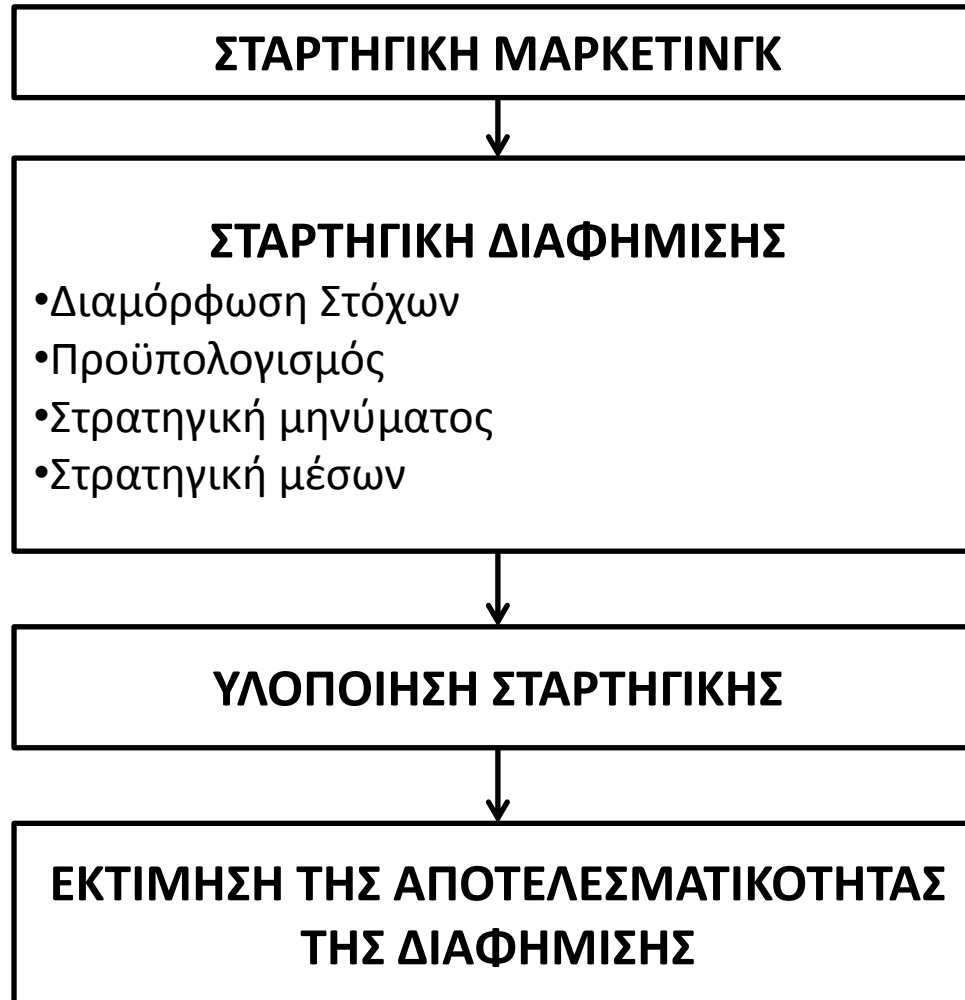 ΣΤΑΡΤΗΓΙΚΗ ΜΑΡΚΕΤΙΝΓΚ
ΣΤΑΡΤΗΓΙΚΗ ΔΙΑΦΗΜΙΣΗΣ
•Διαμόρφωση Στόχων
•Προϋπολογισμός
•Στρατηγική μηνύματος
•Στρατηγική μέσων
ΥΛΟΠΟΙΗΣΗ ΣΤΑΡΤΗΓΙΚΗΣ
ΕΚΤΙΜΗΣΗ ΤΗΣ ΑΠΟΤΕΛΕΣΜΑΤΙΚΟΤΗΤΑΣ
ΤΗΣ ΔΙΑΦΗΜΙΣΗΣ